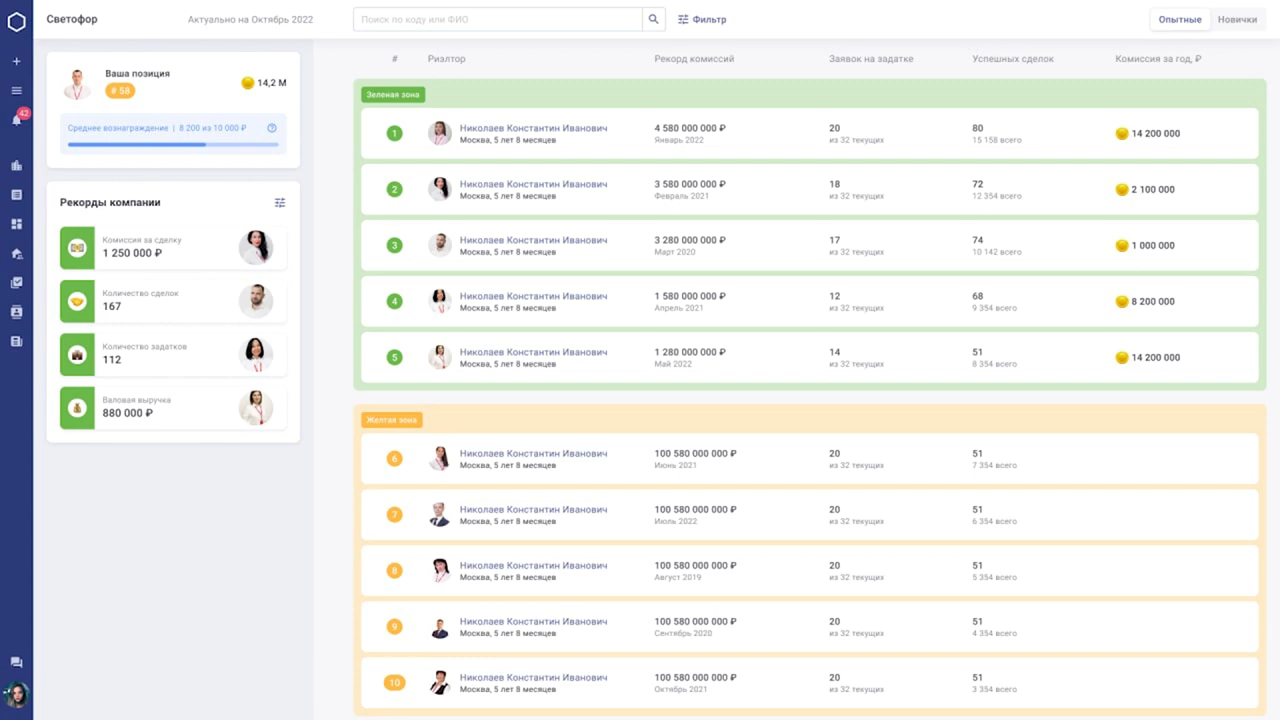 Светофор
Актуально на Октябрь 2022
Поиск по коду или ФИО
Фильтр
Опытные
Новички
42
Ваша позиция
# 58
14,2 М
Среднее вознаграждение | 8 200 из 10 000 ₽
Рекорды компании
Комиссия за сделку
1 250 000 ₽
Количество сделок
167
Количество задатков
112
Валовая выручка
880 000 ₽
# Риэлтор Рекорд комиссий Заявок на задатке Успешных сделок Комиссия за год, ₽
Зеленая зона
1 Николаев Константин Иванович 4 580 000 000 ₽ 20 80 14 200 000
Москва, 5 лет 8 месяцев Январь 2022 из 32 текущих 15 158 всего
2 Николаев Константин Иванович 3 580 000 000 ₽ 18 72 2 100 000
Москва, 5 лет 8 месяцев Февраль 2021 из 32 текущих 12 354 всего
3 Николаев Константин Иванович 3 280 000 000 ₽ 17 74 1 000 000
Москва, 5 лет 8 месяцев Март 2020 из 32 текущих 10 142 всего
4 Николаев Константин Иванович 1 580 000 000 ₽ 12 68 8 200 000
Москва, 5 лет 8 месяцев Апрель 2021 из 32 текущих 9 354 всего
5 Николаев Константин Иванович 1 280 000 000 ₽ 14 51 14 200 000
Москва, 5 лет 8 месяцев Май 2022 из 32 текущих 8 354 всего
Желтая зона
6 Николаев Константин Иванович 100 580 000 000 ₽ 20 51
Москва, 5 лет 8 месяцев Июнь 2021 из 32 текущих 7 354 всего
7 Николаев Константин Иванович 100 580 000 000 ₽ 20 51
Москва, 5 лет 8 месяцев Июль 2022 из 32 текущих 6 354 всего
8 Николаев Константин Иванович 100 580 000 000 ₽ 20 51
Москва, 5 лет 8 месяцев Август 2019 из 32 текущих 5 354 всего
9 Николаев Константин Иванович 100 580 000 000 ₽ 20 51
Москва, 5 лет 8 месяцев Сентябрь 2020 из 32 текущих 4 354 всего
10 Николаев Константин Иванович 100 580 000 000 ₽ 20 51
Москва, 5 лет 8 месяцев Октябрь 2021 из 32 текущих 3 354 всего